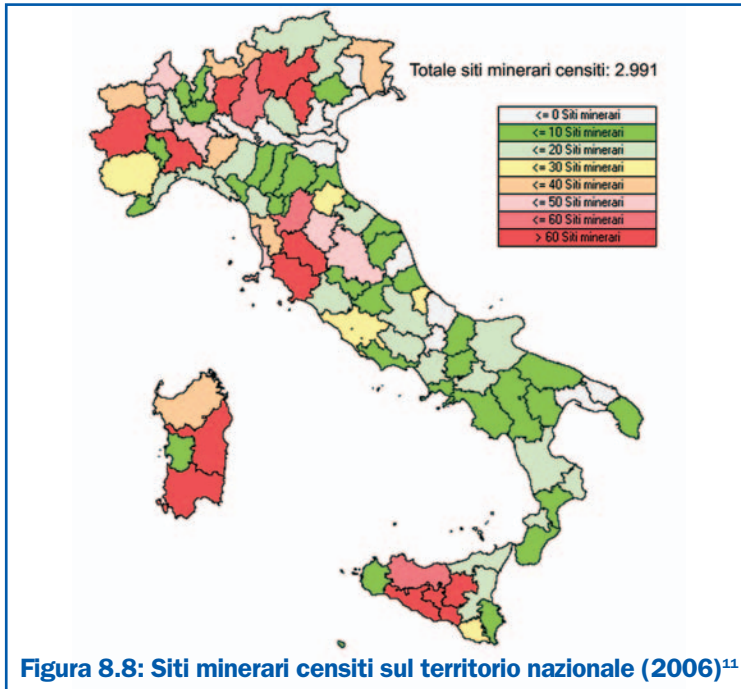 Totale siti minerari censiti: 2.991
<= 0 Siti minerari
<= 10 Siti minerari
<= 20 Siti minerari
<= 30 Siti minerari
<= 40 Siti minerari
<= 50 Siti minerari
<= 60 Siti minerari
> 60 Siti minerari
Figura 8.8: Siti minerari censiti sul territorio nazionale (2006)¹¹